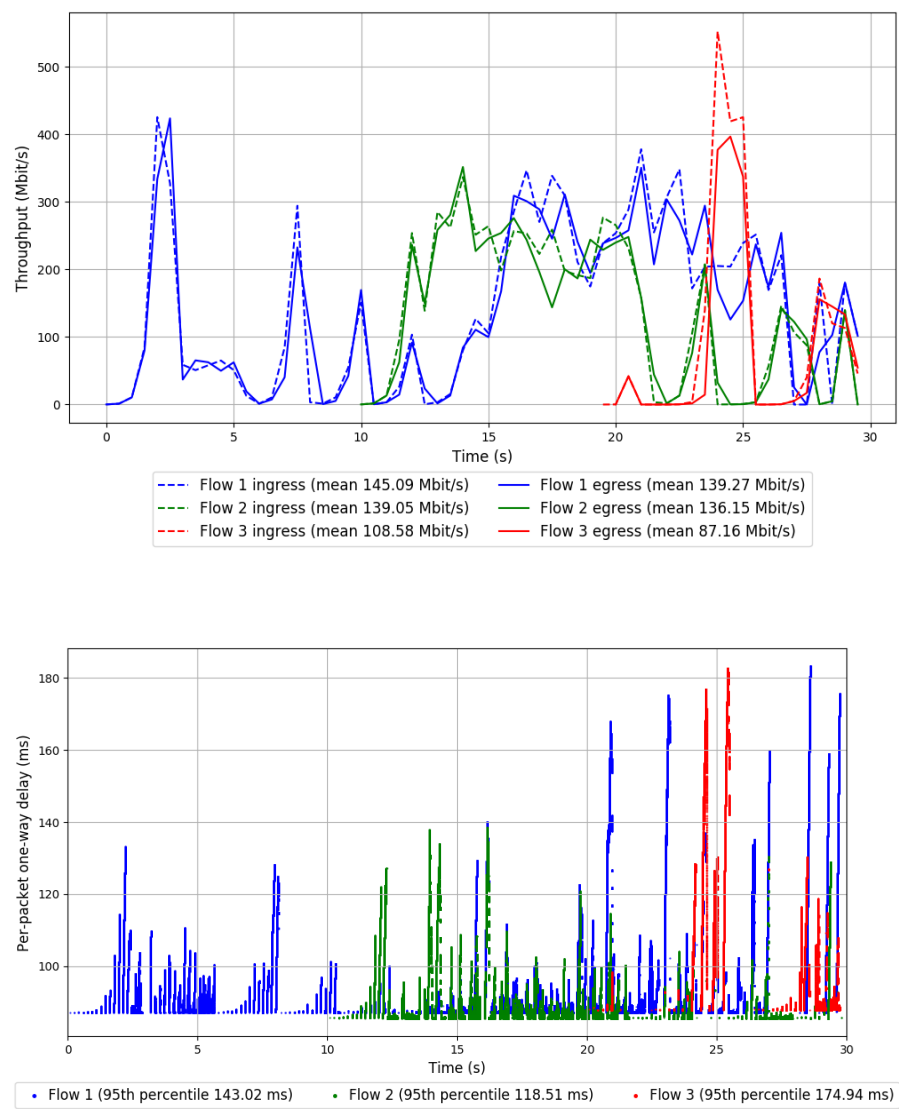 500
400
300
200
100
0
Throughput (Mbit/s)
0 5 10 15 20 25 30
Time (s)
Flow 1 ingress (mean 145.09 Mbit/s) Flow 1 egress (mean 139.27 Mbit/s)
Flow 2 ingress (mean 139.05 Mbit/s) Flow 2 egress (mean 136.15 Mbit/s)
Flow 3 ingress (mean 108.58 Mbit/s) Flow 3 egress (mean 87.16 Mbit/s)
180
160
140
120
100
Per-packet one-way delay (ms)
0 5 10 15 20 25 30
Time (s)
Flow 1 (95th percentile 143.02 ms) Flow 2 (95th percentile 118.51 ms) Flow 3 (95th percentile 174.94 ms)